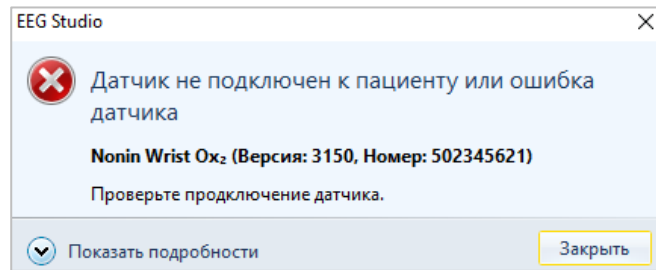 EEG Studio
Датчик не подключен к пациенту или ошибка
датчика
Nonin Wrist Ox₂ (Версия: 3150, Номер: 502345621)
Проверьте продключение датчика.
Показать подробности
Закрыть